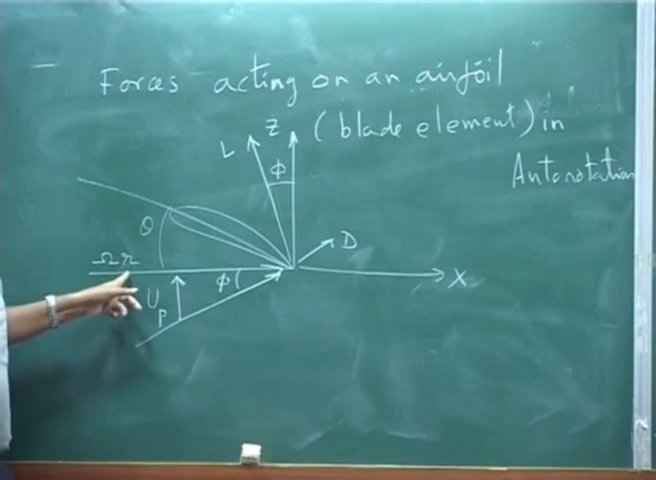 Forces acting on an airfoil
(blade element) in
Autorotation
Z
L
ϕ
θ
D
Ωr
ϕ
X
Up